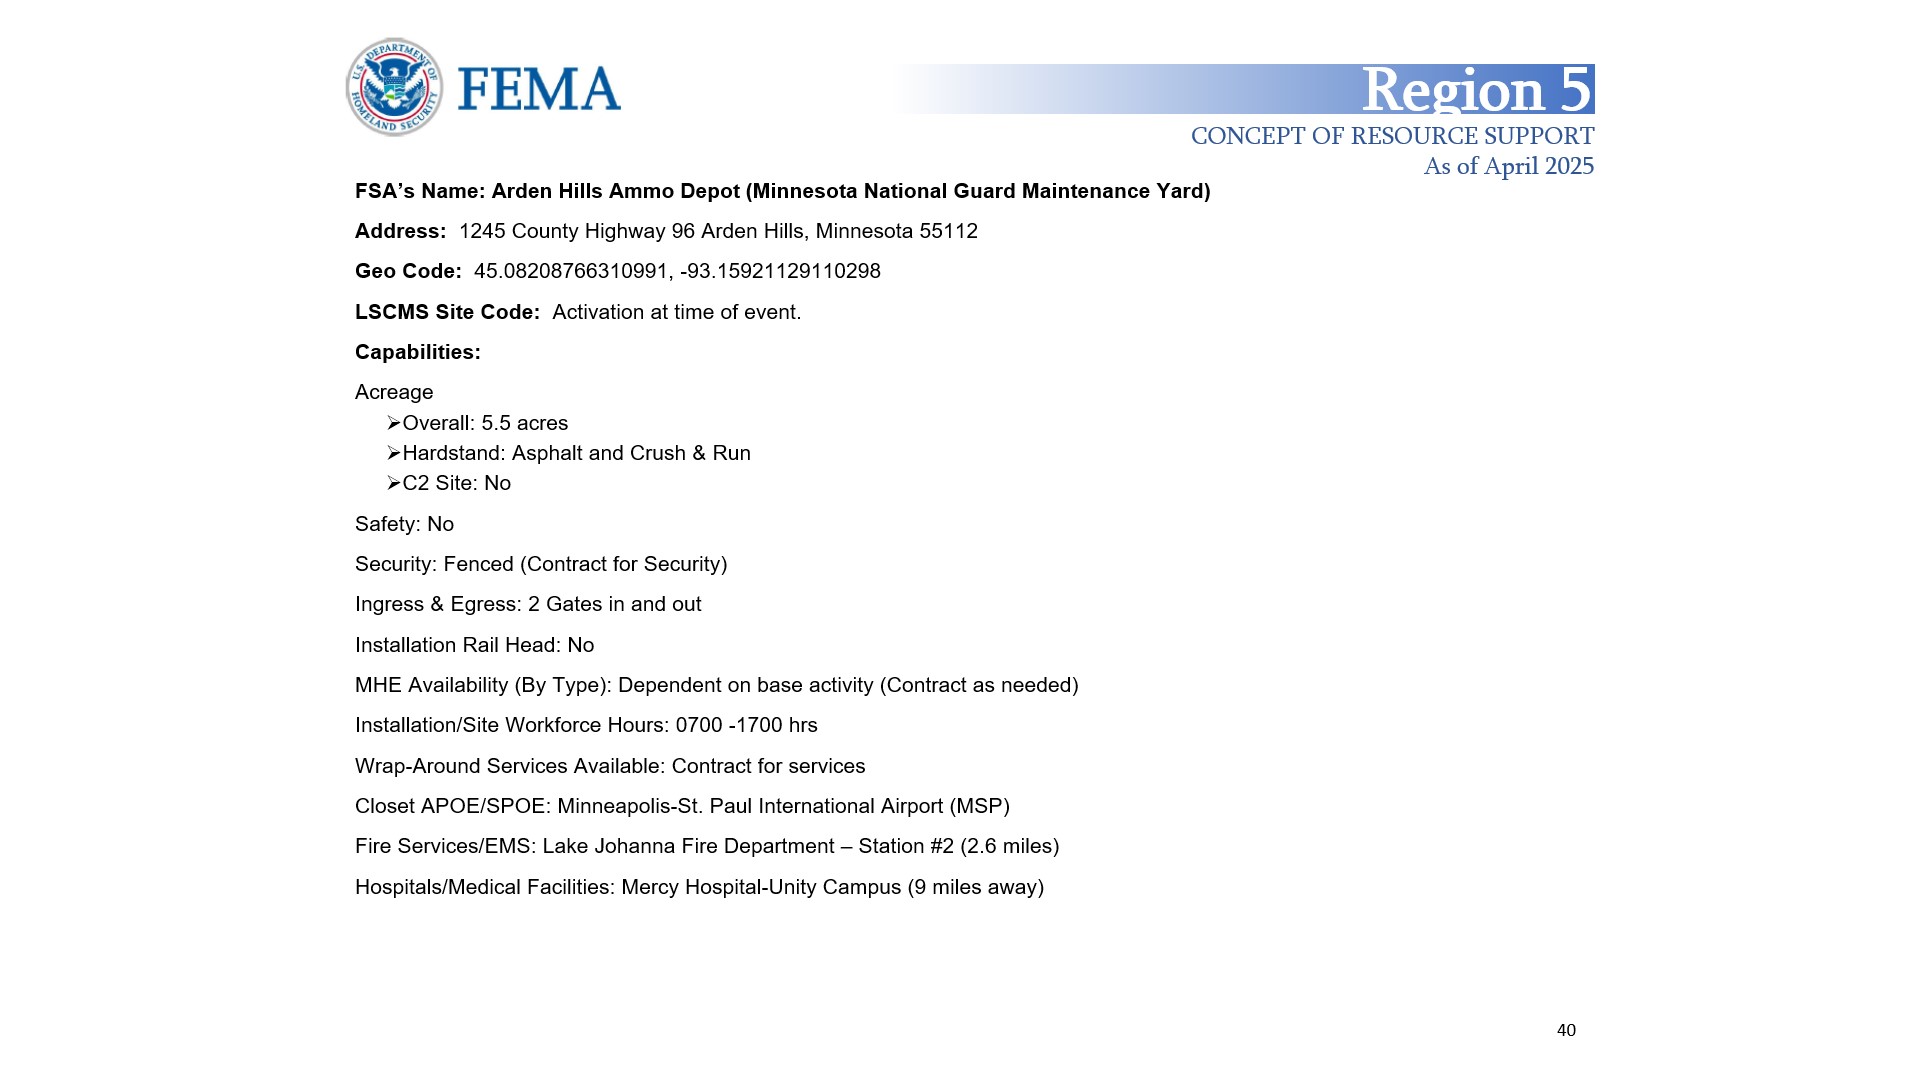 U.S. DEPARTMENT OF HOMELAND SECURITY
FEMA
Region 5
CONCEPT OF RESOURCE SUPPORT
As of April 2025
FSA’s Name: Arden Hills Ammo Depot (Minnesota National Guard Maintenance Yard)
Address: 1245 County Highway 96 Arden Hills, Minnesota 55112
Geo Code: 45.08208766310991, -93.15921129110298
LSCMS Site Code: Activation at time of event.
Capabilities:
Acreage
➢Overall: 5.5 acres
➢Hardstand: Asphalt and Crush & Run
➢C2 Site: No
Safety: No
Security: Fenced (Contract for Security)
Ingress & Egress: 2 Gates in and out
Installation Rail Head: No
MHE Availability (By Type): Dependent on base activity (Contract as needed)
Installation/Site Workforce Hours: 0700 -1700 hrs
Wrap-Around Services Available: Contract for services
Closet APOE/SPOE: Minneapolis-St. Paul International Airport (MSP)
Fire Services/EMS: Lake Johanna Fire Department – Station #2 (2.6 miles)
Hospitals/Medical Facilities: Mercy Hospital-Unity Campus (9 miles away)
40